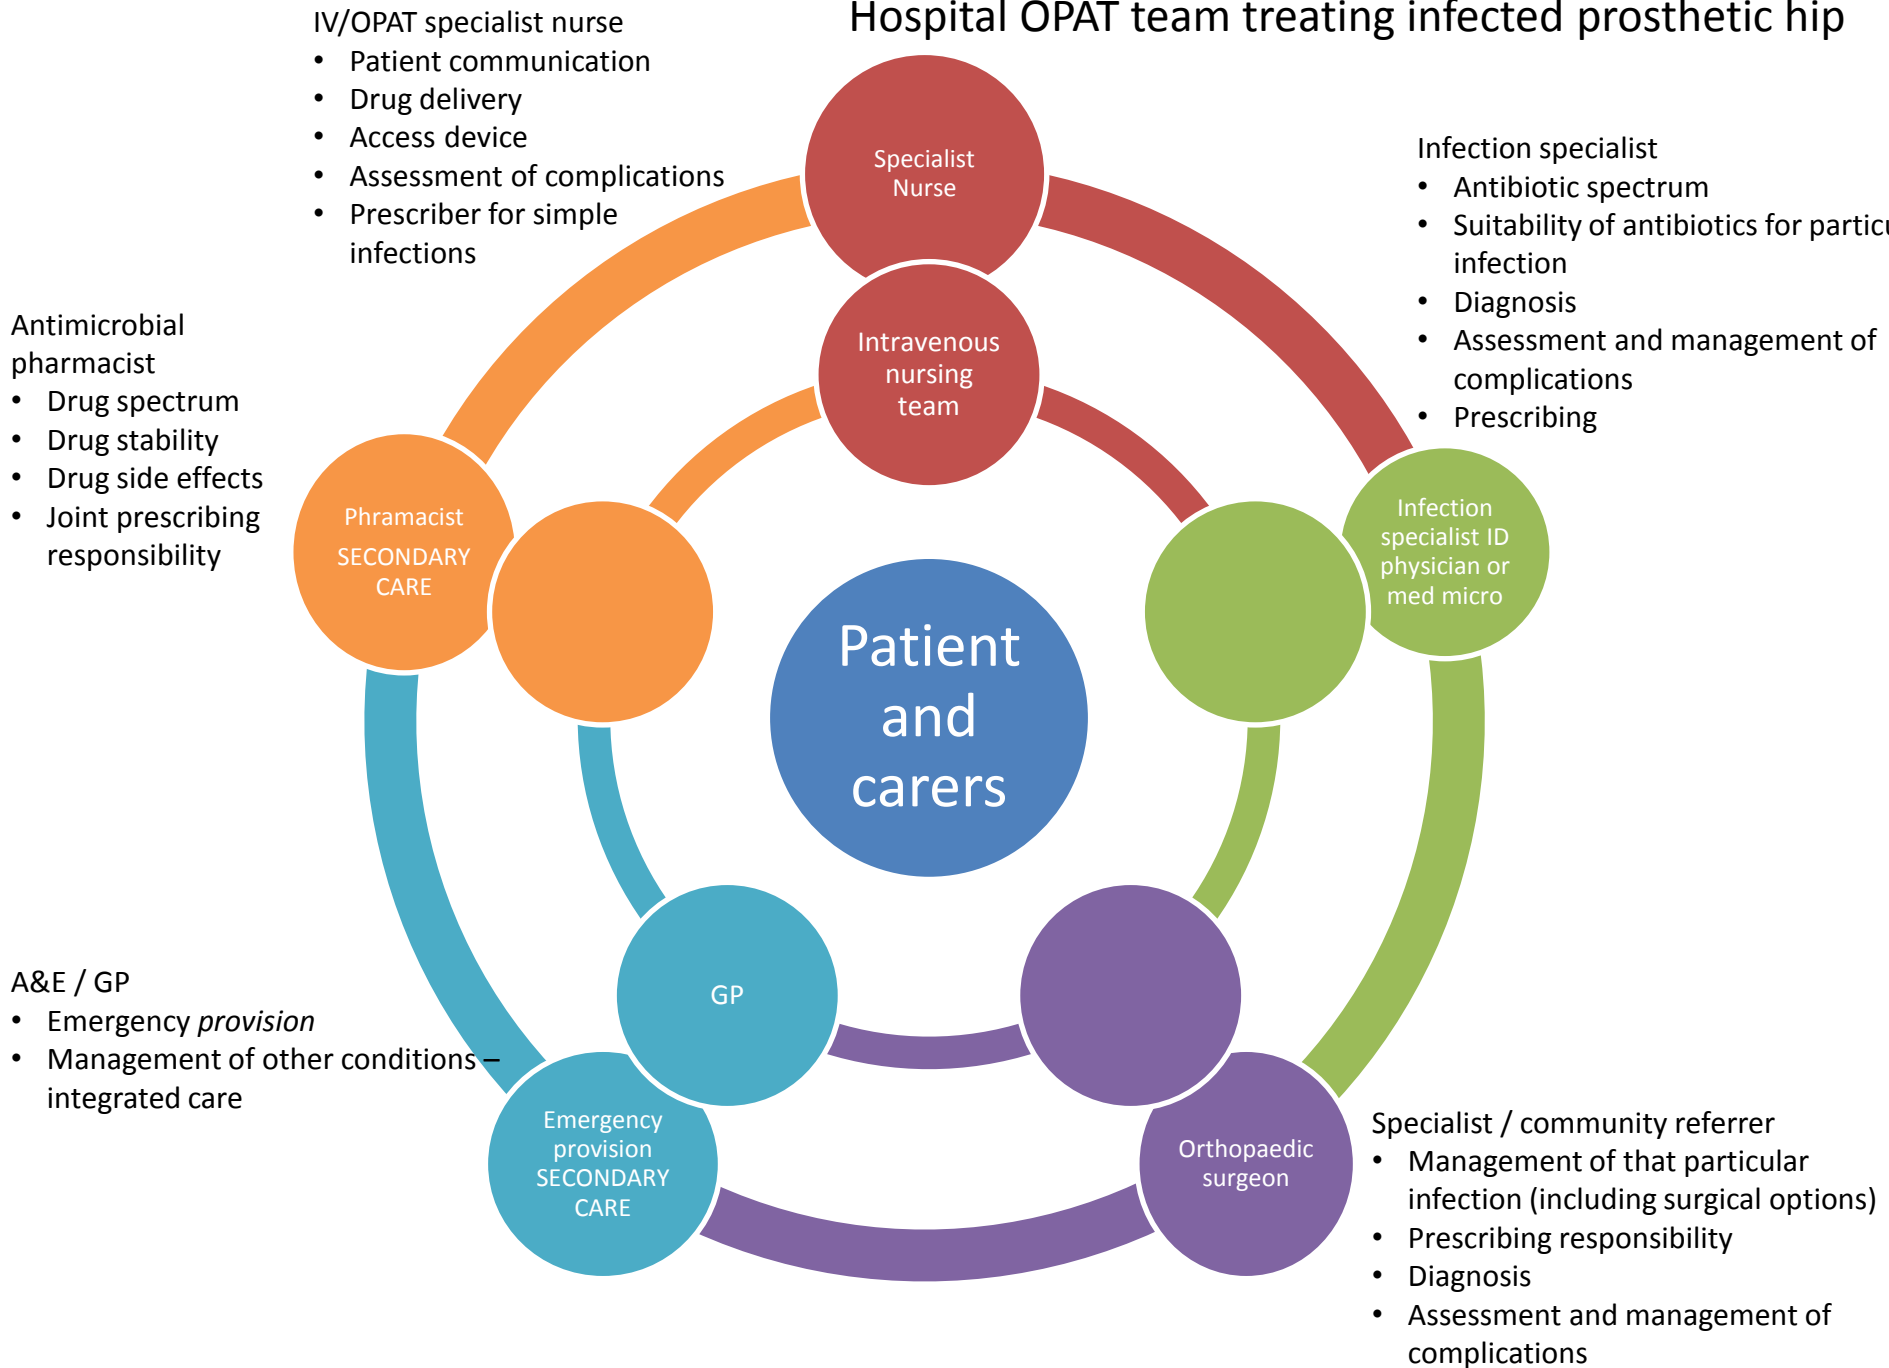 Hospital OPAT team treating infected prosthetic hip
IV/OPAT specialist nurse
• Patient communication
• Drug delivery
• Access device
• Assessment of complications
• Prescriber for simple
infections
Infection specialist
• Antibiotic spectrum
• Suitability of antibiotics for particu
infection
• Diagnosis
• Assessment and management of
complications
• Prescribing
Antimicrobial
pharmacist
• Drug spectrum
• Drug stability
• Drug side effects
• Joint prescribing
responsibility
Specialist
Nurse
Intravenous
nursing
team
Phramacist
SECONDARY
CARE
Infection
specialist ID
physician or
med micro
Patient
and
carers
GP
A&E / GP
• Emergency provision
• Management of other conditions –
integrated care
Emergency
provision
SECONDARY
CARE
Orthopaedic
surgeon
Specialist / community referrer
• Management of that particular
infection (including surgical options)
• Prescribing responsibility
• Diagnosis
• Assessment and management of
complications